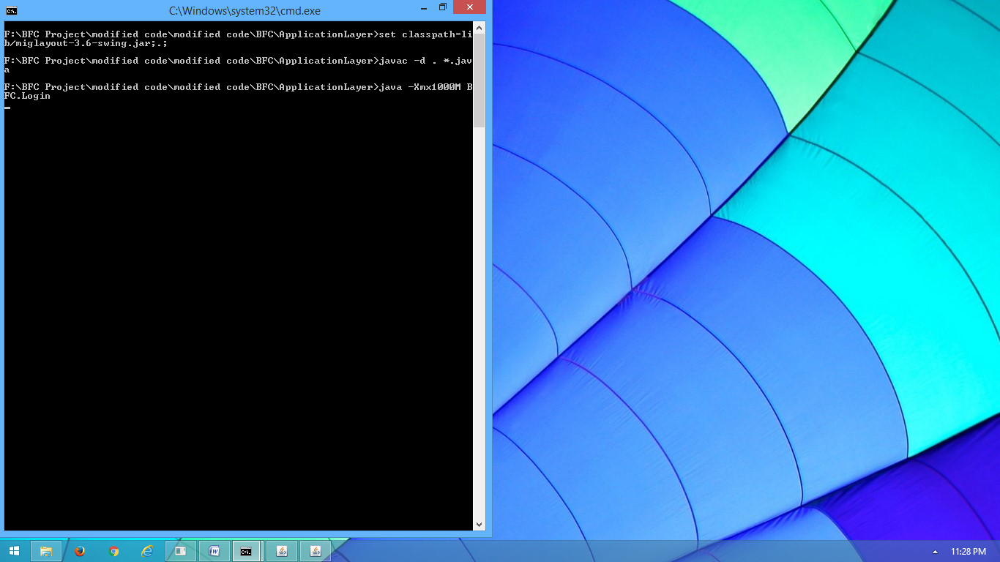 C:\Windows\system32\cmd.exe
F:\BFC Project\modified code\modified code\BFC\ApplicationLayer>set classpath=li
b/miglayout-3.6-swing.jar;.;
F:\BFC Project\modified code\modified code\BFC\ApplicationLayer>javac -d . *.jav
a
F:\BFC Project\modified code\modified code\BFC\ApplicationLayer>java -Xmx1000M B
FC.Login
11:28 PM